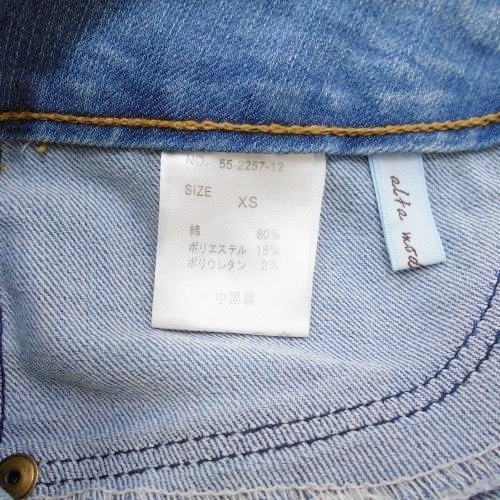 NO. 55-2257-12
SIZE
XS
綿 80%
ポリエステル 18%
ポリウレタン 2%
中国製
alfa